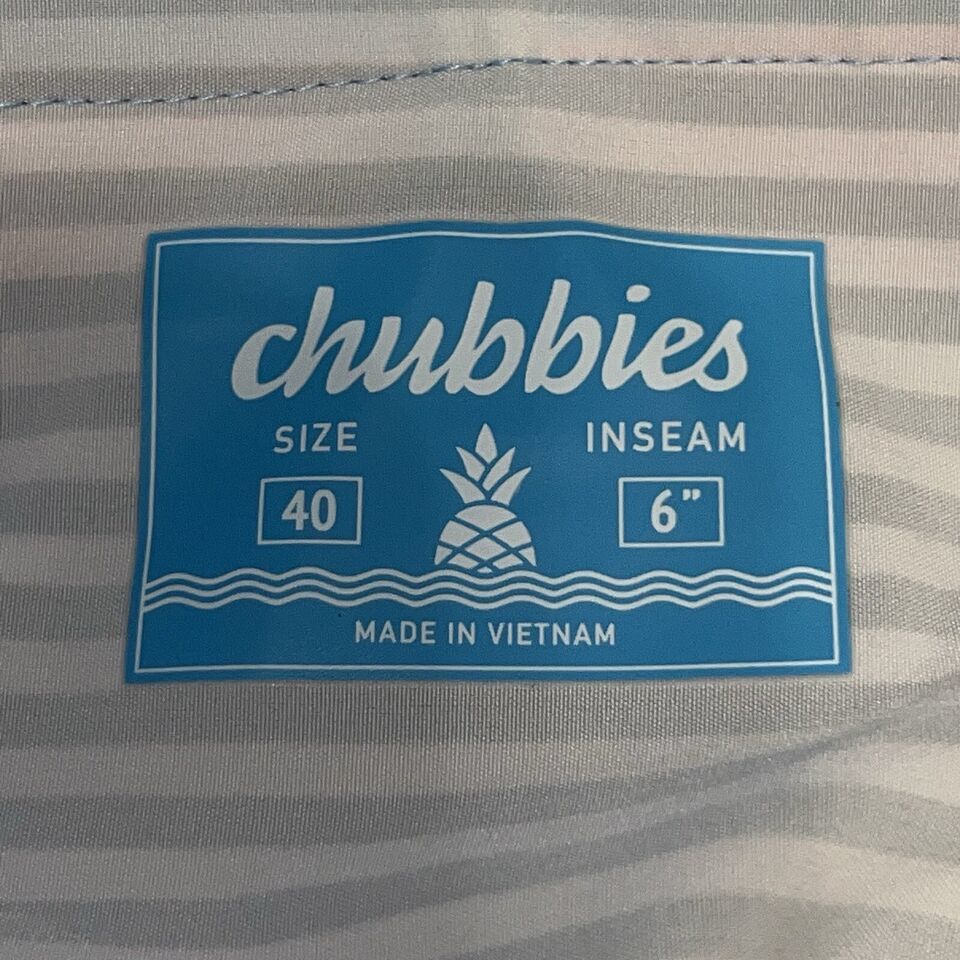 chubbies
SIZE INSEAM
40 6"
MADE IN VIETNAM